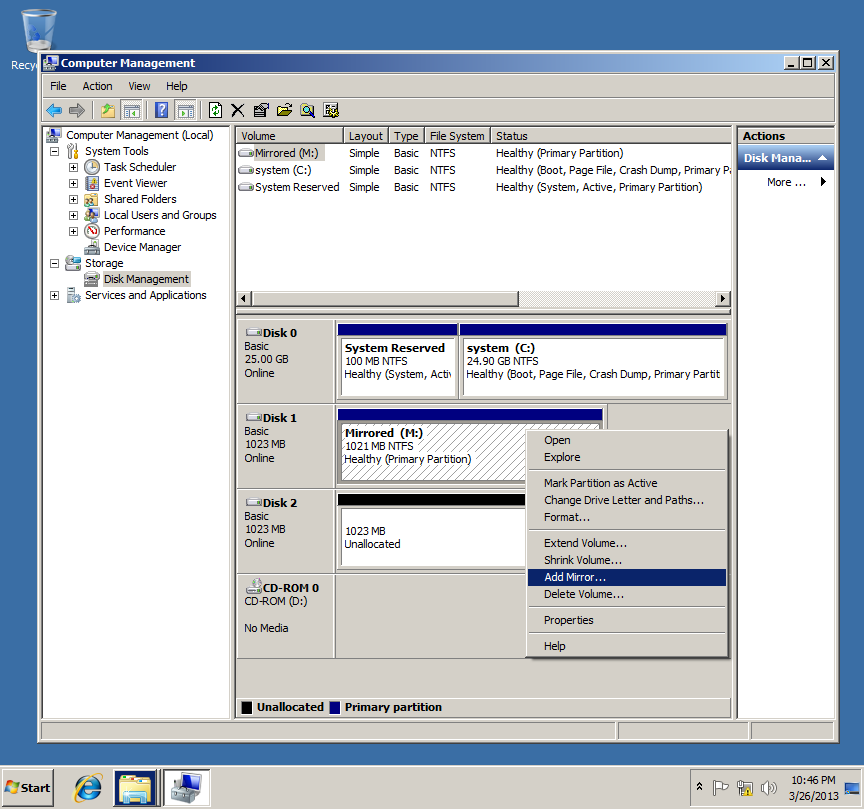 Recyc
Computer Management
File Action View Help
Computer Management (Local)
System Tools
Task Scheduler
Event Viewer
Shared Folders
Local Users and Groups
Performance
Device Manager
Storage
Disk Management
Services and Applications
Volume Layout Type File System Status
Mirrored (M:) Simple Basic NTFS Healthy (Primary Partition)
system (C:) Simple Basic NTFS Healthy (Boot, Page File, Crash Dump, Primary Pa
System Reserved Simple Basic NTFS Healthy (System, Active, Primary Partition)
Actions
Disk Mana...
More ...
Disk 0
Basic
25.00 GB
Online
System Reserved
100 MB NTFS
Healthy (System, Activ
system (C:)
24.90 GB NTFS
Healthy (Boot, Page File, Crash Dump, Primary Partit
Disk 1
Basic
1023 MB
Online
Mirrored (M:)
1021 MB NTFS
Healthy (Primary Partition)
Disk 2
Basic
1023 MB
Online
1023 MB
Unallocated
CD-ROM 0
CD-ROM (D:)
No Media
Open
Explore
Mark Partition as Active
Change Drive Letter and Paths...
Format...
Extend Volume...
Shrink Volume...
Add Mirror...
Delete Volume...
Properties
Help
Unallocated Primary partition
Start
10:46 PM
3/26/2013